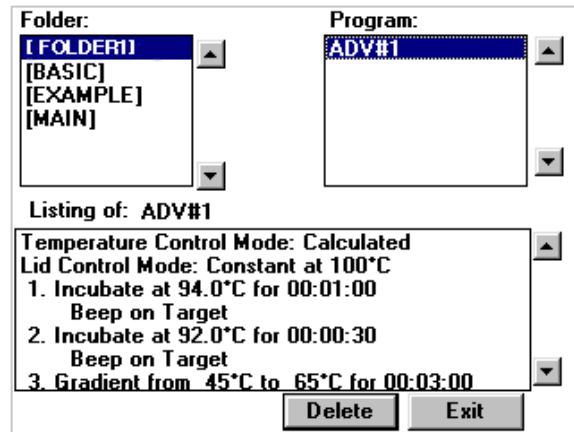 Folder:
[ FOLDER1]
[BASIC]
[EXAMPLE]
[MAIN]
Program:
ADV#1
Listing of: ADV#1
Temperature Control Mode: Calculated
Lid Control Mode: Constant at 100°C
1. Incubate at 94.0°C for 00:01:00
Beep on Target
2. Incubate at 92.0°C for 00:00:30
Beep on Target
3. Gradient from 45°C to 65°C for 00:03:00
Delete
Exit